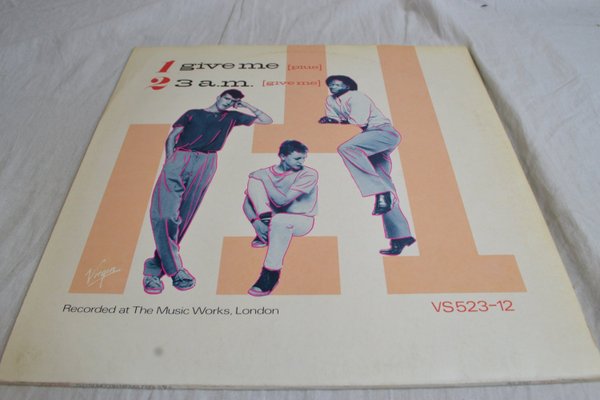 1 give me [plus]
2 3 a.m. [give me]
Virgin
Recorded at The Music Works, London
VS523-12